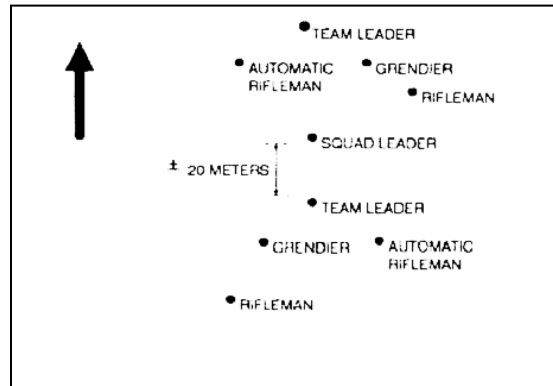 TEAM LEADER
AUTOMATIC RIFLEMAN
GRENDIER
RIFLEMAN
SQUAD LEADER
± 20 METERS
TEAM LEADER
GRENDIER
AUTOMATIC RIFLEMAN
RIFLEMAN